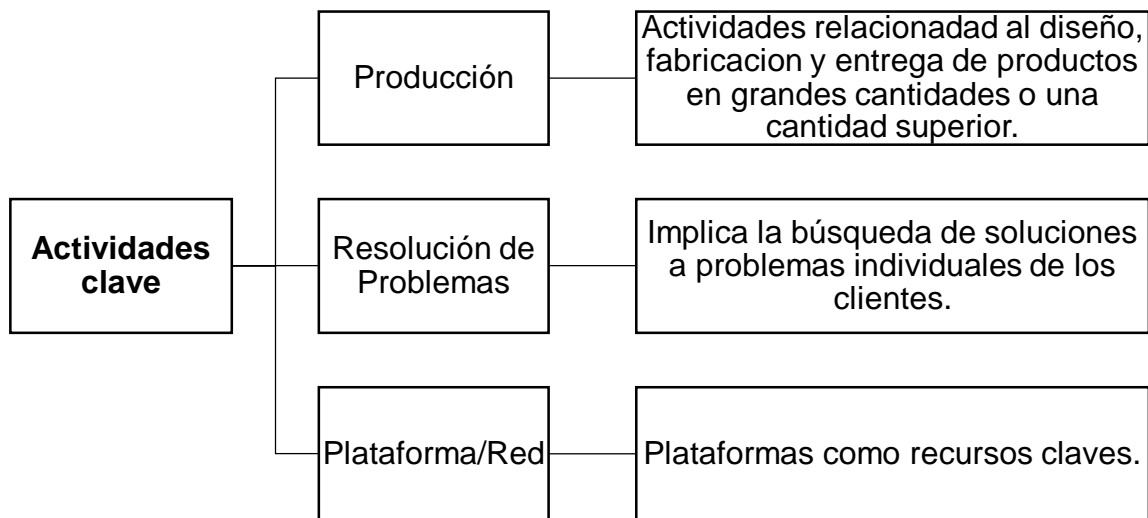 Producción
Actividades relacionadad al diseño,
fabricacion y entrega de productos
en grandes cantidades o una
cantidad superior.
Actividades
clave
Resolución de
Problemas
Implica la búsqueda de soluciones
a problemas individuales de los
clientes.
Plataforma/Red
Plataformas como recursos claves.